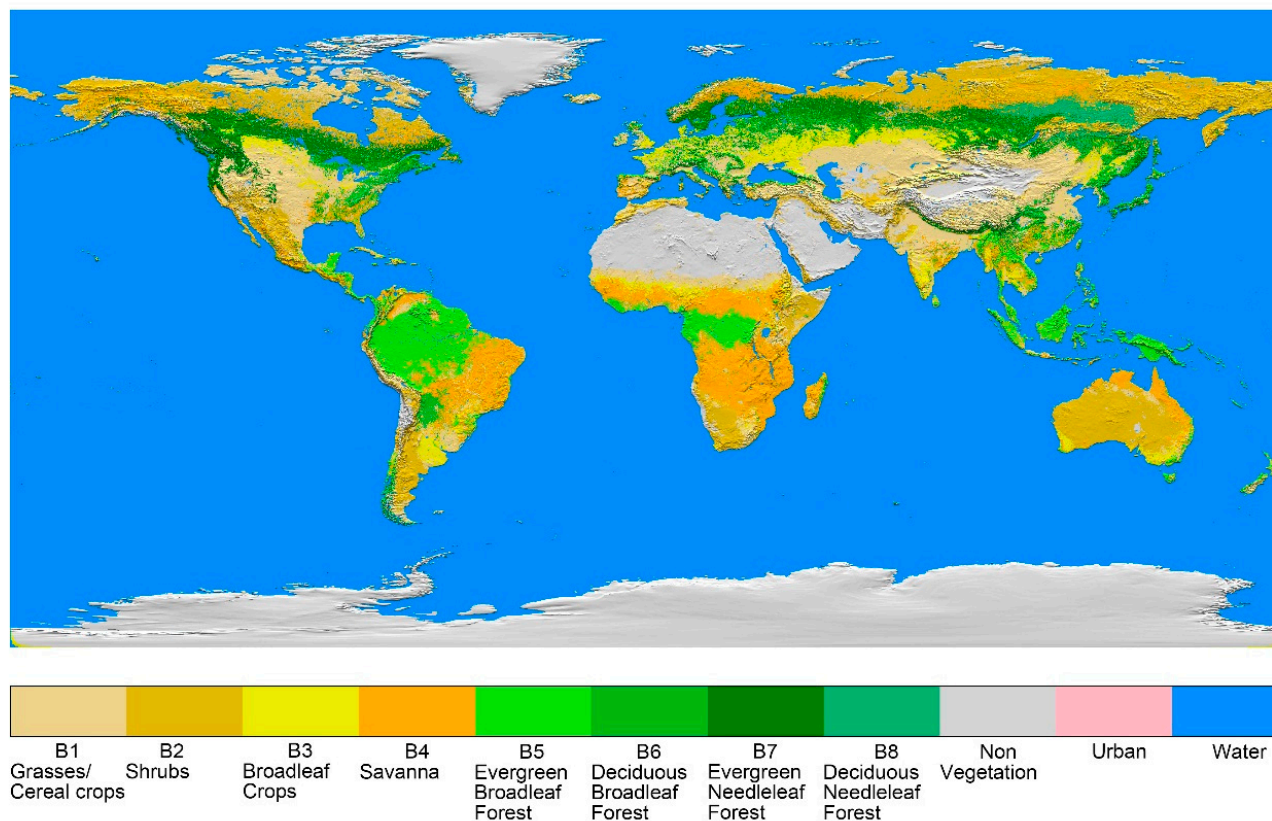 B1 B2 B3 B4 B5 B6 B7 B8 Non Urban Water
Grasses/ Shrubs Broadleaf Savanna Evergreen Deciduous Evergreen Deciduous Vegetation
Cereal crops Crops Broadleaf Broadleaf Needleleaf Needleleaf
Forest Forest Forest Forest